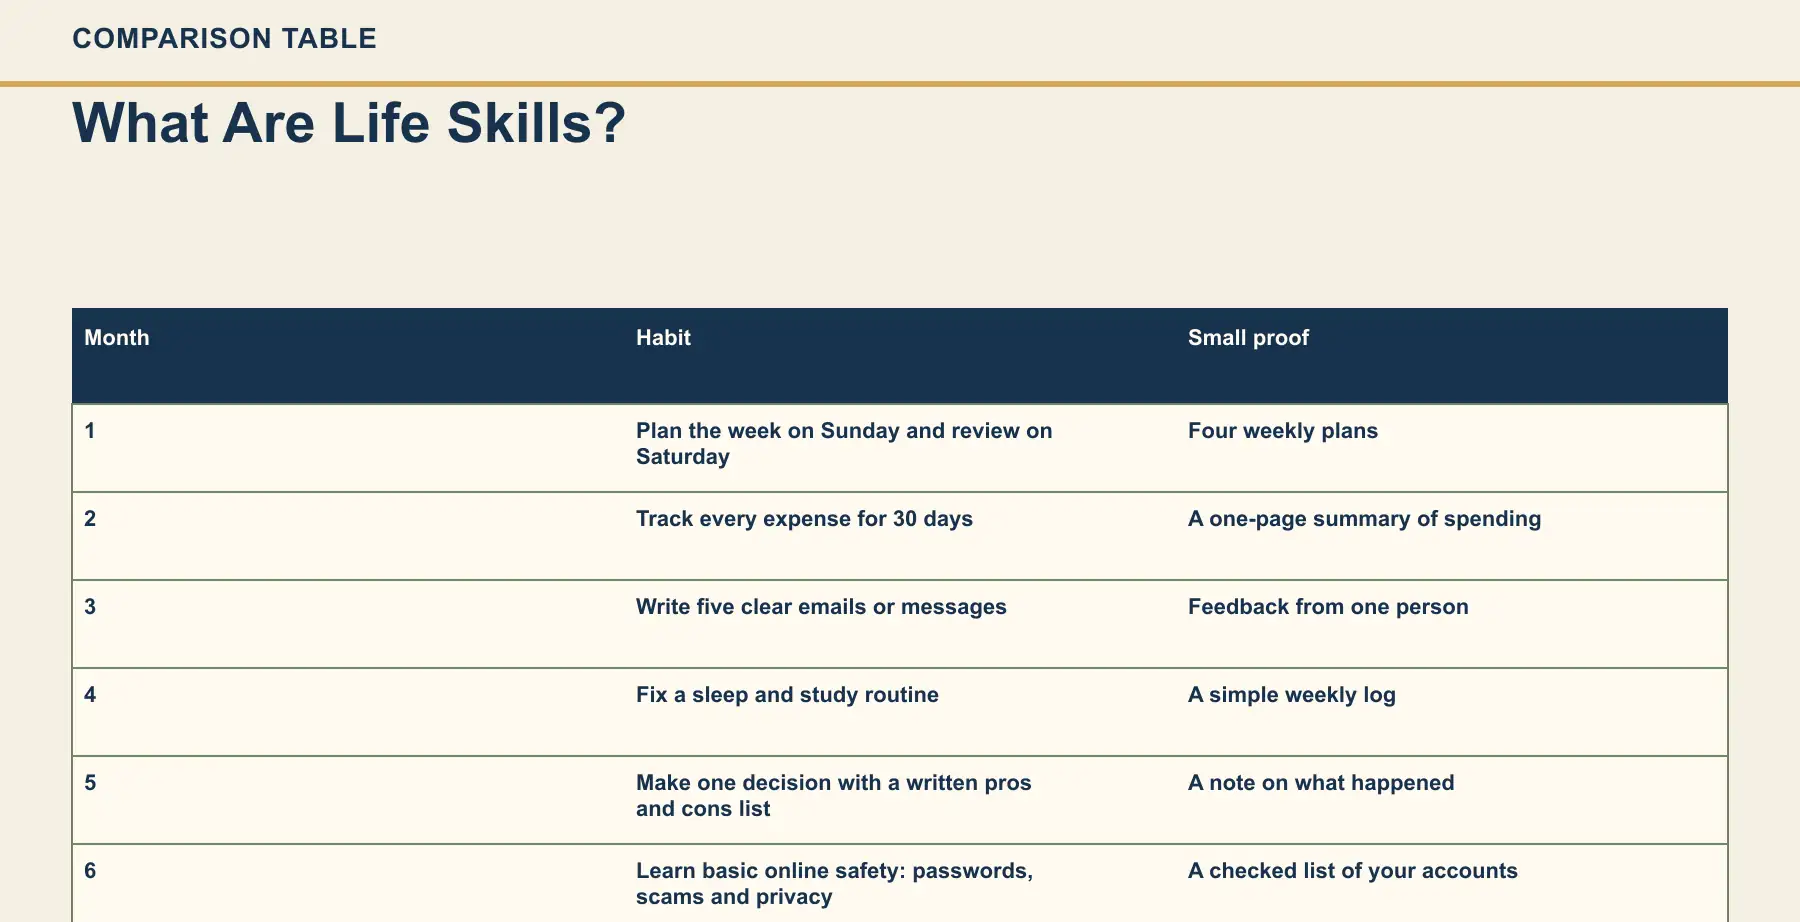 COMPARISON TABLE
What Are Life Skills?
Month Habit Small proof
1 Plan the week on Sunday and review on Four weekly plans
Saturday
2 Track every expense for 30 days A one-page summary of spending
3 Write five clear emails or messages Feedback from one person
4 Fix a sleep and study routine A simple weekly log
5 Make one decision with a written pros A note on what happened
and cons list
6 Learn basic online safety: passwords, A checked list of your accounts
scams and privacy